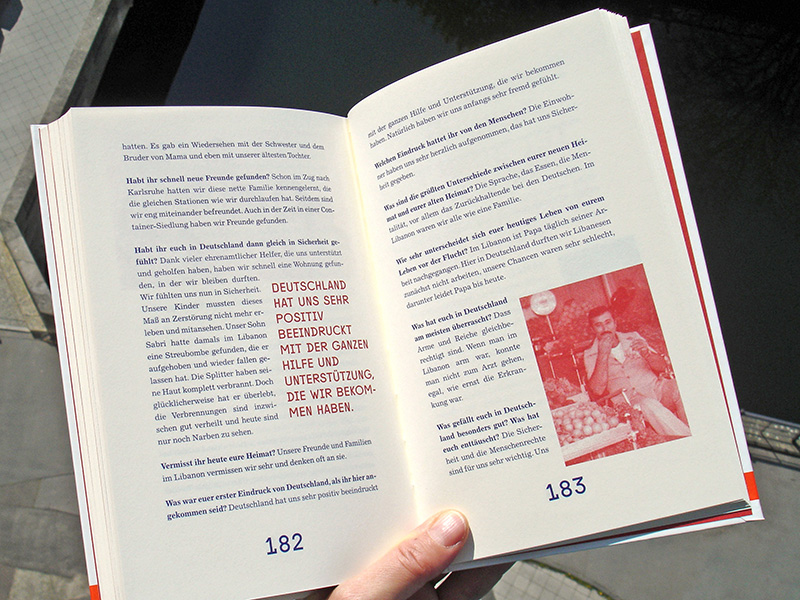 hatten. Es gab ein Wiedersehen mit der Schwester und dem
Bruder von Mama und eben mit unserer ältesten Tochter.
Habt ihr schnell neue Freunde gefunden? Schon im Zug nach
Karlsruhe hatten wir diese nette Familie kennengelernt, die
die gleichen Stationen wie wir durchlaufen hat. Seitdem sind
wir eng miteinander befreundet. Auch in der Zeit in einer Con-
tainer-Siedlung haben wir Freunde gefunden.
Habt ihr euch in Deutschland dann gleich in Sicherheit ge-
fühlt? Dank vieler ehrenamtlicher Helfer, die uns unterstützt
und geholfen haben, haben wir schnell eine Wohnung gefun-
den, in der wir bleiben durften.
Wir fühlten uns nun in Sicherheit.
Unsere Kinder mussten dieses
Maß an Zerstörung nicht mehr er-
leben und mitansehen. Unser Sohn
Sabri hatte damals im Libanon
eine Streubombe gefunden, die er
aufgehoben und wieder fallen ge-
lassen hat. Die Splitter haben sei-
ne Haut komplett verbrannt. Doch
glücklicherweise hat er überlebt,
die Verbrennungen sind inzwi-
schen gut verheilt und heute sind
nur noch Narben zu sehen.
DEUTSCHLAND
HAT UNS SEHR
POSITIV
BEEINDRUCKT
MIT DER GANZEN
HILFE UND
UNTERSTÜTZUNG,
DIE WIR BEKOM-
MEN HABEN.
Vermisst ihr heute eure Heimat? Unsere Freunde und Familien
im Libanon vermissen wir sehr und denken oft an sie.
Was war euer erster Eindruck von Deutschland, als ihr hier an-
gekommen seid? Deutschland hat uns sehr positiv beeindruckt
182
mit der ganzen Hilfe und Unterstützung, die wir bekommen
haben. Natürlich haben wir uns anfangs sehr fremd gefühlt.
Welchen Eindruck hattet ihr von den Menschen? Die Einwoh-
ner haben uns sehr herzlich aufgenommen, das hat uns Sicher-
heit gegeben.
Was sind die größten Unterschiede zwischen eurer neuen Hei-
mat und eurer alten Heimat? Die Sprache, das Essen, die Men-
talität, vor allem das Zurückhaltende bei den Deutschen. Im
Libanon waren wir alle wie eine Familie.
Wie sehr unterscheidet sich euer heutiges Leben von eurem
Leben vor der Flucht? Im Libanon ist Papa täglich seiner Ar-
beit nachgegangen. Hier in Deutschland durften wir Libanesen
zunächst nicht arbeiten, unsere Chancen waren sehr schlecht,
darunter leidet Papa bis heute.
Was hat euch in Deutschland
am meisten überrascht? Dass
Arme und Reiche gleichbe-
rechtigt sind. Wenn man im
Libanon arm war, konnte
man nicht zum Arzt gehen,
egal, wie ernst die Erkran-
kung war.
Was gefällt euch in Deutsch-
land besonders gut? Was hat
euch enttäuscht? Die Sicher-
heit und die Menschenrechte
sind für uns sehr wichtig. Uns
183